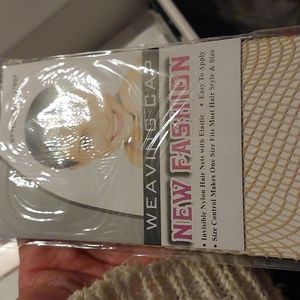 WEAVING CAP
NEW FASHION
• Invisible Nylon Hair Nets with Elastic • Easy To Apply
• Size Control Makes One Size Fits Most Hair Style & Size